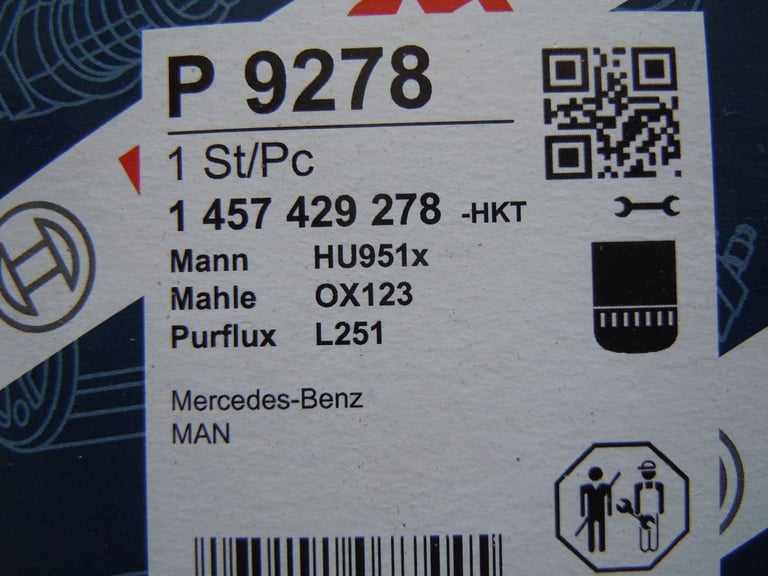 P 9278
1 St/Pc
1 457 429 278 -HKT
Mann HU951x
Mahle OX123
Purflux L251
Mercedes-Benz
MAN